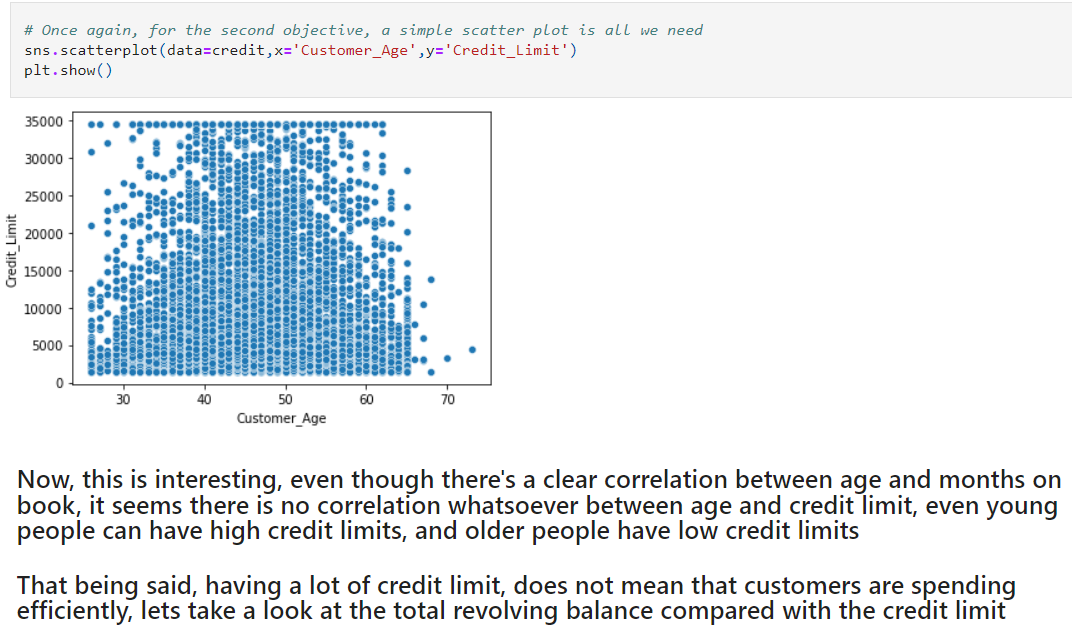 # Once again, for the second objective, a simple scatter plot is all we need
sns.scatterplot(data=credit,x='Customer_Age',y='Credit_Limit')
plt.show()
35000
30000
25000
20000
15000
10000
5000
0
Credit_Limit
30 40 50 60 70
Customer_Age
Now, this is interesting, even though there's a clear correlation between age and months on
book, it seems there is no correlation whatsoever between age and credit limit, even young
people can have high credit limits, and older people have low credit limits
That being said, having a lot of credit limit, does not mean that customers are spending
efficiently, lets take a look at the total revolving balance compared with the credit limit